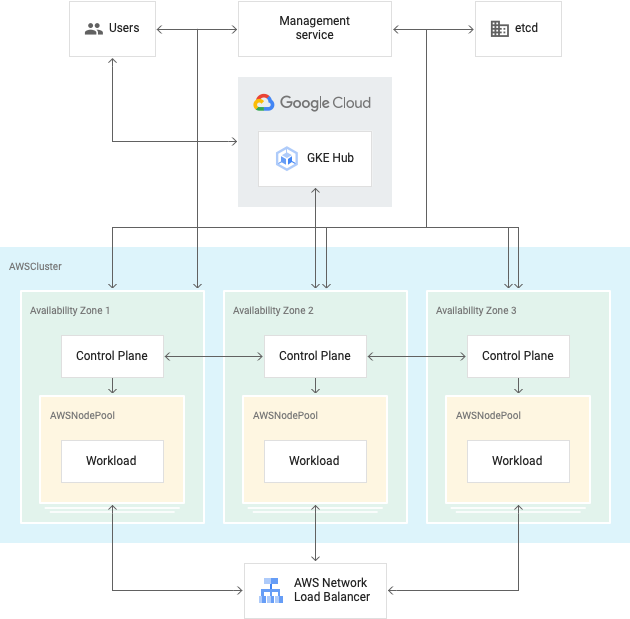 Users
Management
service
etcd
Google Cloud
GKE Hub
AWSCluster
Availability Zone 1
Availability Zone 2
Availability Zone 3
Control Plane
Control Plane
Control Plane
AWSNodePool
AWSNodePool
AWSNodePool
Workload
Workload
Workload
AWS Network
Load Balancer